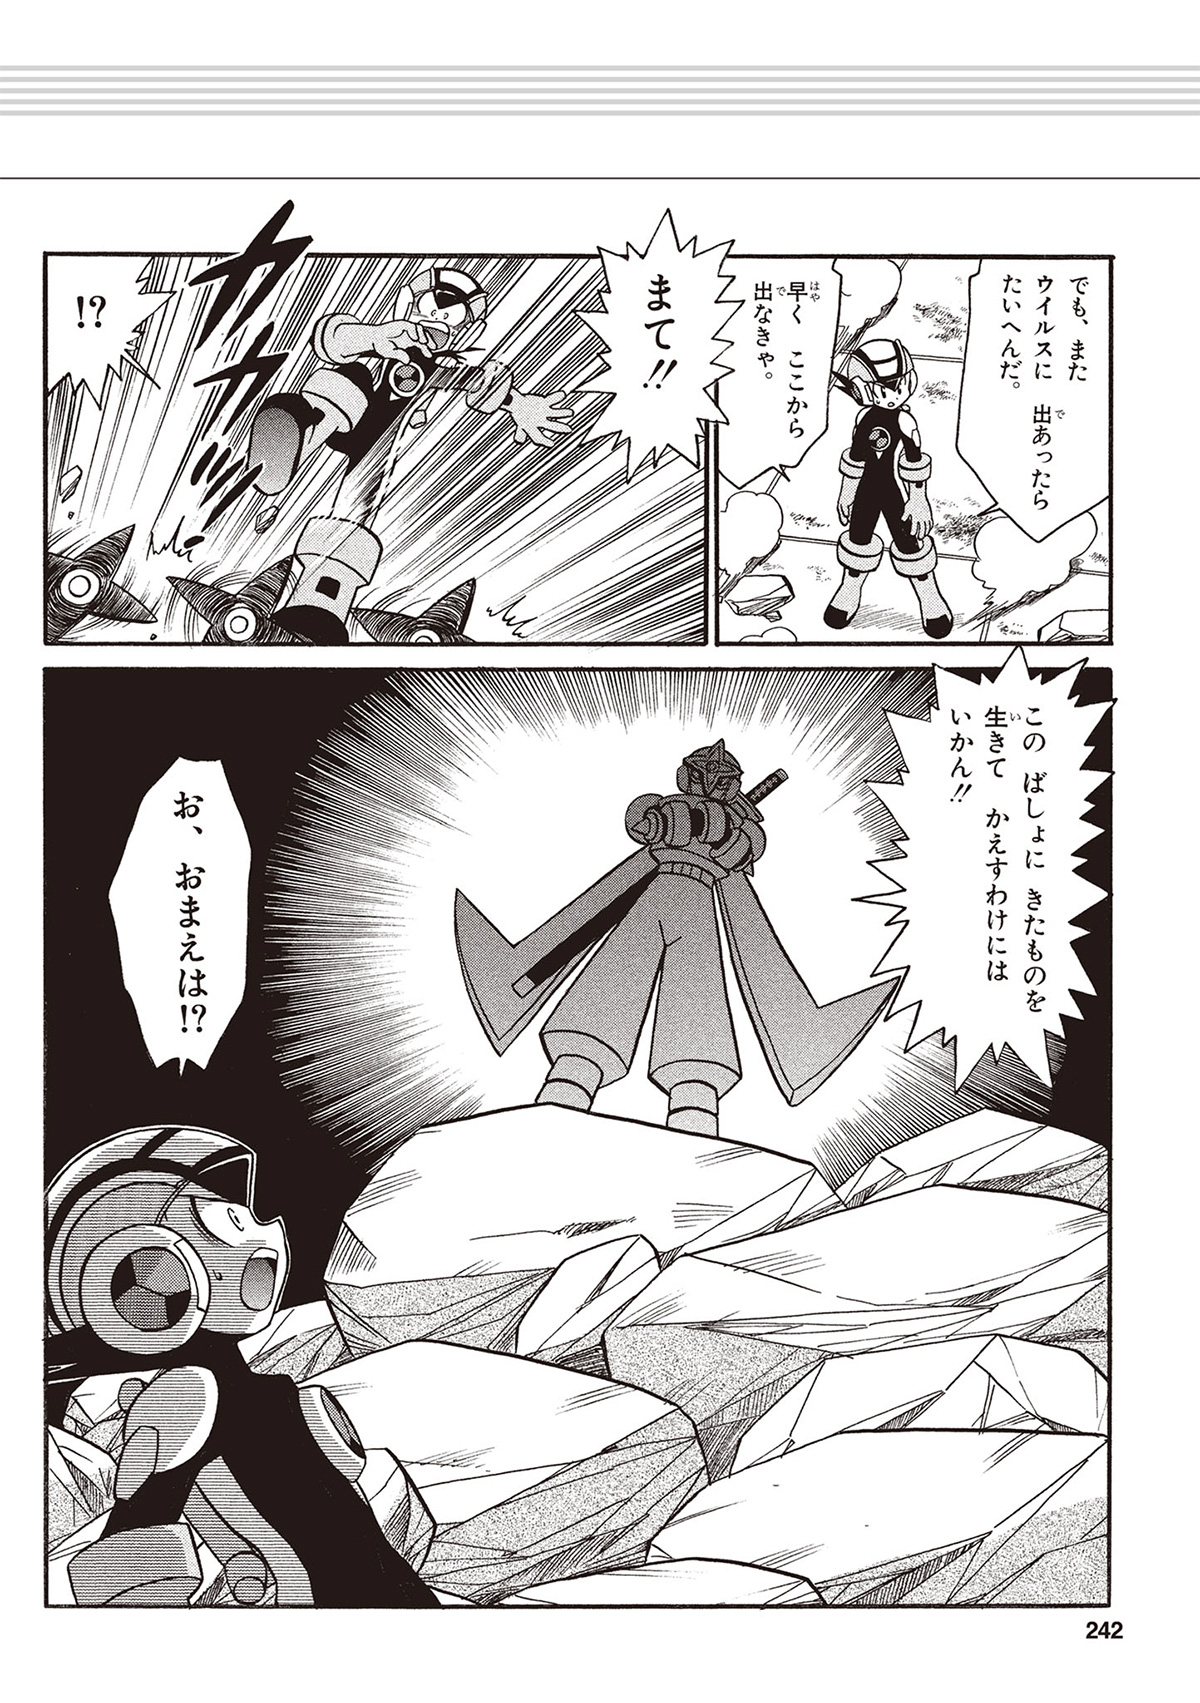 でも、また
ウイルスに 出あったら
たいへんだ。
早く ここから
出なきゃ。
まて!!
カカカッ
!?
この ばしょに きたものを
生きて かえすわけには
いかん!!
お、おまえは!?
242